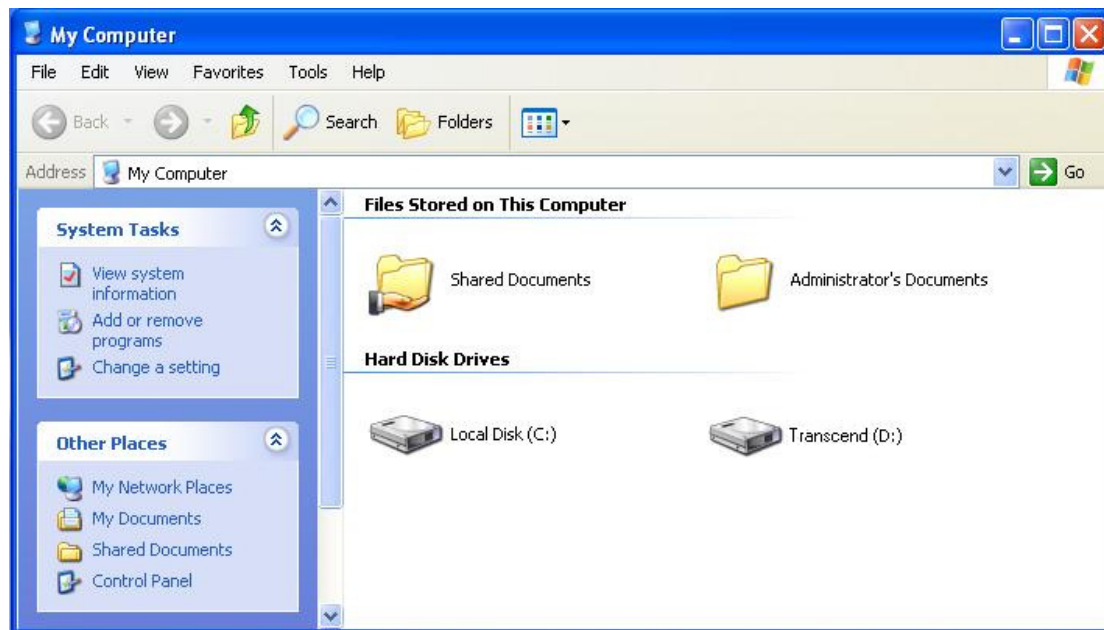 My Computer
File Edit View Favorites Tools Help
Back Search Folders
Address My Computer Go
System Tasks
View system
information
Add or remove
programs
Change a setting
Other Places
My Network Places
My Documents
Shared Documents
Control Panel
Files Stored on This Computer
Shared Documents Administrator's Documents
Hard Disk Drives
Local Disk (C:) Transcend (D:)